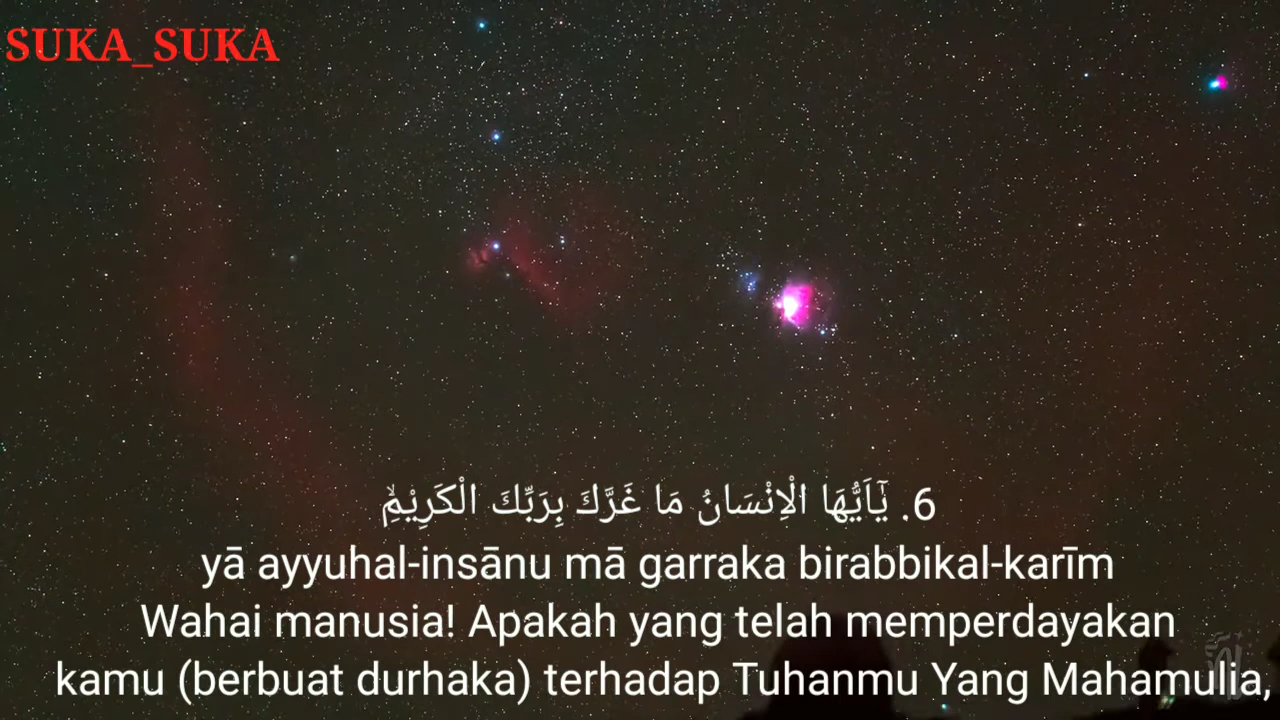 SUKA_SUKA
6. يٰٓاَيُّهَا الْاِنْسَانُ مَا غَرَّكَ بِرَبِّكَ الْكَرِيْمِۙ
yā ayyuhal-insānu mā garraka birabbikal-karīm
Wahai manusia! Apakah yang telah memperdayakan
kamu (berbuat durhaka) terhadap Tuhanmu Yang Mahamulia,